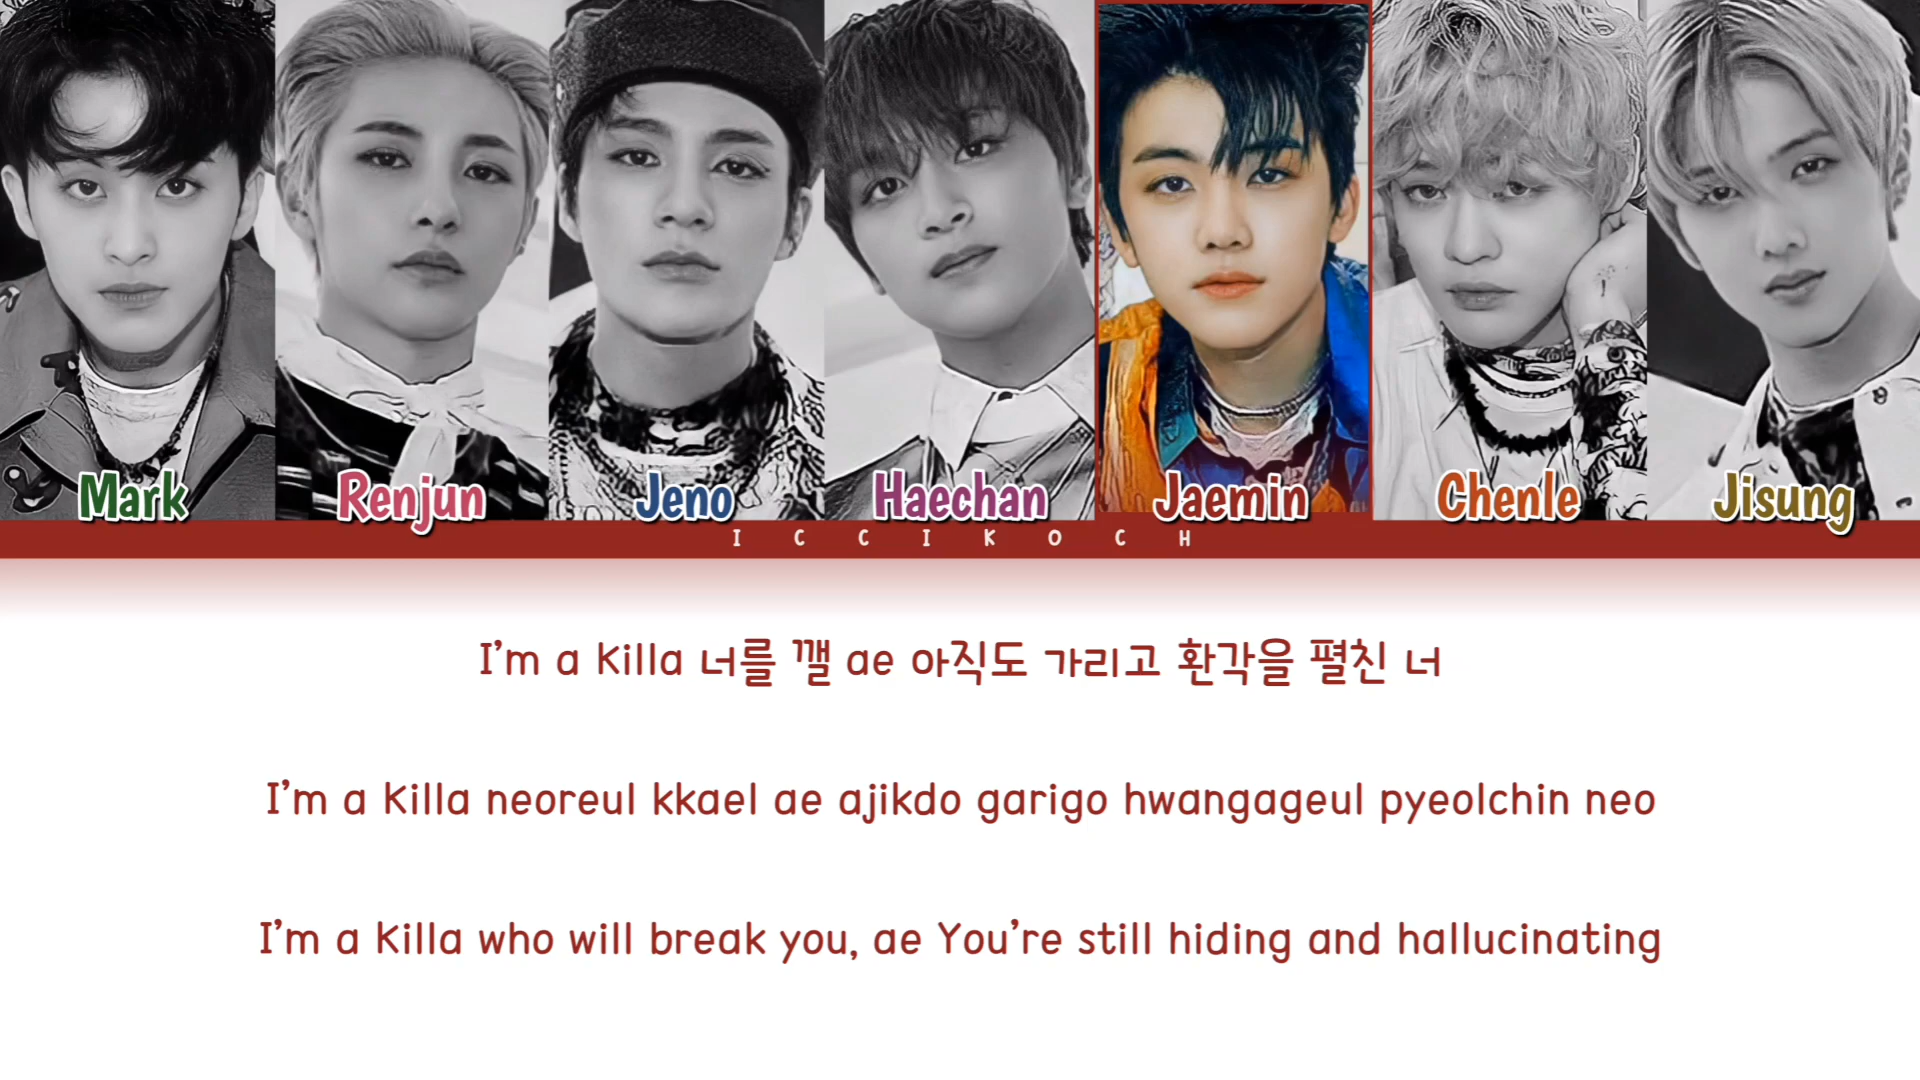 Mark Renjun Jeno Haechan Jaemin Chenle Jisung
ICCIKOCH
I'm a Killa 너를 깰 ae 아직도 가리고 환각을 펼친 너
I'm a Killa neoreul kkael ae ajikdo garigo hwangageul pyeolchin neo
I'm a Killa who will break you, ae You're still hiding and hallucinating